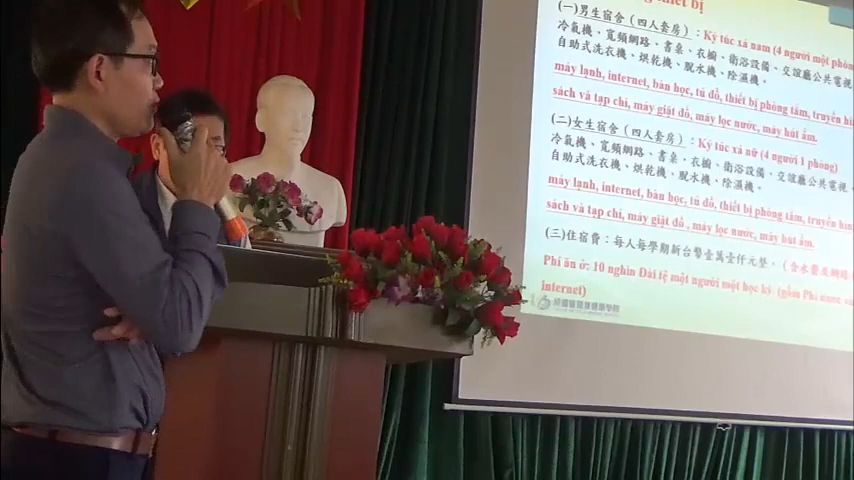 thiết bị
(一)男生宿舍（四人套房）：Ký túc xá nam (4 người một phòng
冷氣機、寬頻網路、書桌、衣櫥、衛浴設備、交誼廳公共電視
自助洗衣機、烘乾機、脫水機、除濕機。
máy lạnh, internet, bàn học, tủ đồ, thiết bị phòng tắm, truyền hình
sách vở và tạp chí, máy giặt đồ, máy lọc nước, máy hút ẩm.
(二)女生宿舍（四人套房）：Ký túc xá nữ (4 người 1 phòng)
冷氣機、寬頻網路、書桌、衣櫥、衛浴設備、交誼廳公共電
自助洗衣機、烘乾機、脫水機、除濕機。
máy lạnh, internet, bàn học, tủ đồ, thiết bị phòng tắm, truyền hìn
sách vở và tạp chí, máy giặt đồ, máy lọc nước, máy hút ẩm.
(三)住宿費：每人每學期新台幣壹萬壹仟元整。（含水費及網路
Phí ăn ở: 10 nghìn Đài tệ một người một học kỳ (gồm Phí nước và
internet)